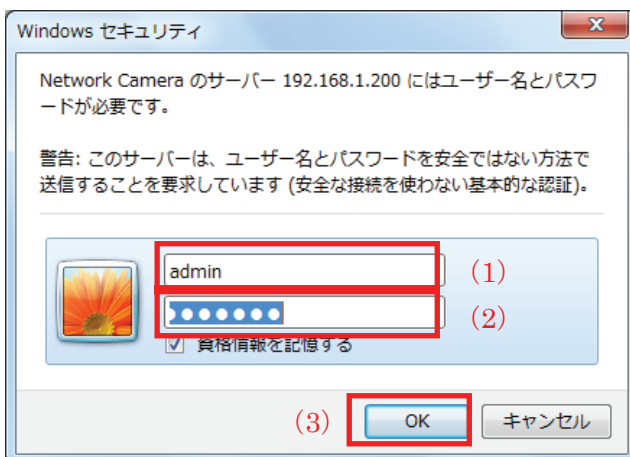 Windows セキュリティ
Network Camera のサーバー 192.168.1.200 にはユーザー名とパスワ
ードが必要です。
警告: このサーバーは、ユーザー名とパスワードを安全ではない方法で
送信することを要求しています (安全な接続を使わない基本的な認証)。
admin
(1)
●●●●●●●
(2)
資格情報を記憶する
(3)
OK
キャンセル